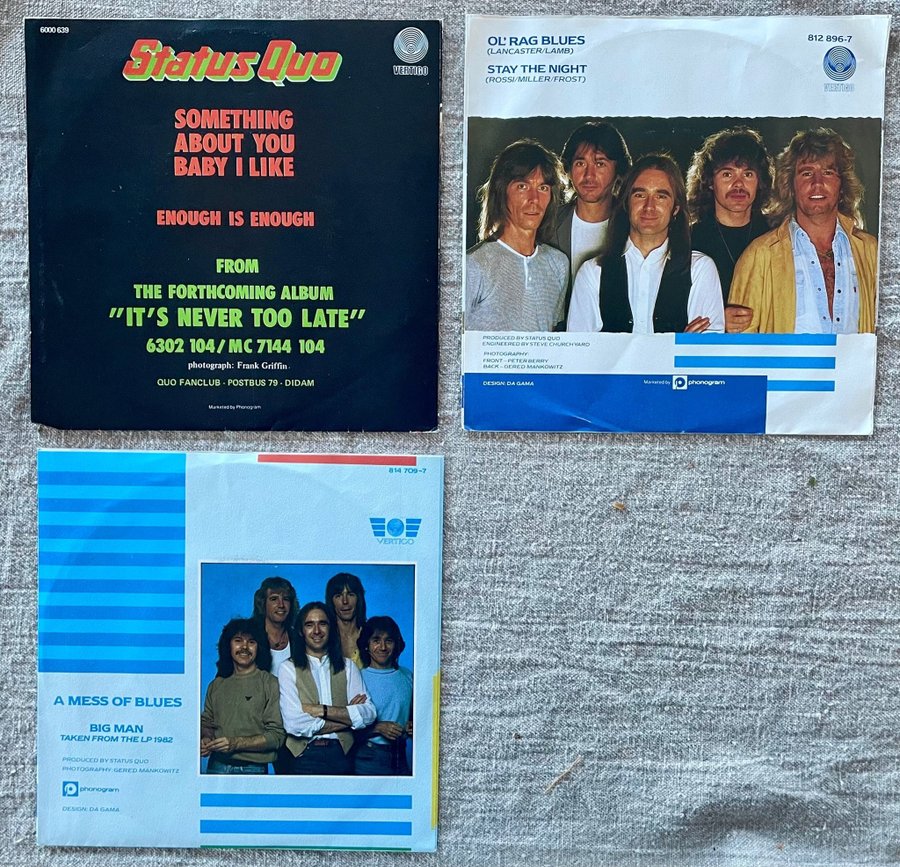 6000 639
Status Quo
VERTIGO
SOMETHING
ABOUT YOU
BABY I LIKE
ENOUGH IS ENOUGH
FROM
THE FORTHCOMING ALBUM
"IT'S NEVER TOO LATE"
6302 104 / MC 7144 104
photograph: Frank Griffin.
QUO FANCLUB - POSTBUS 79 - DIDAM
Marketed by Phonogram
OL' RAG BLUES
(LANCASTER/LAMB)
STAY THE NIGHT
(ROSSI/MILLER/FROST)
812 896-7
VERTIGO
PRODUCED BY STATUS QUO
ENGINEERED BY STEVE CHURCHYARD
PHOTOGRAPHY:
FRONT - PETER BERRY
BACK - GERED MANKOWITZ
DESIGN: DA GAMA
Marketed by phonogram
814 709-7
VERTIGO
A MESS OF BLUES
BIG MAN
TAKEN FROM THE LP 1982
PRODUCED BY STATUS QUO
PHOTOGRAPHY: GERED MANKOWITZ
phonogram
DESIGN: DA GAMA